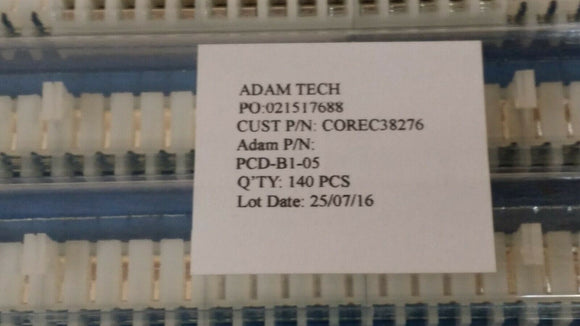 ADAM TECH
PO:021517688
CUST P/N: COREC38276
Adam P/N:
PCD-B1-05
Q'TY: 140 PCS
Lot Date: 25/07/16